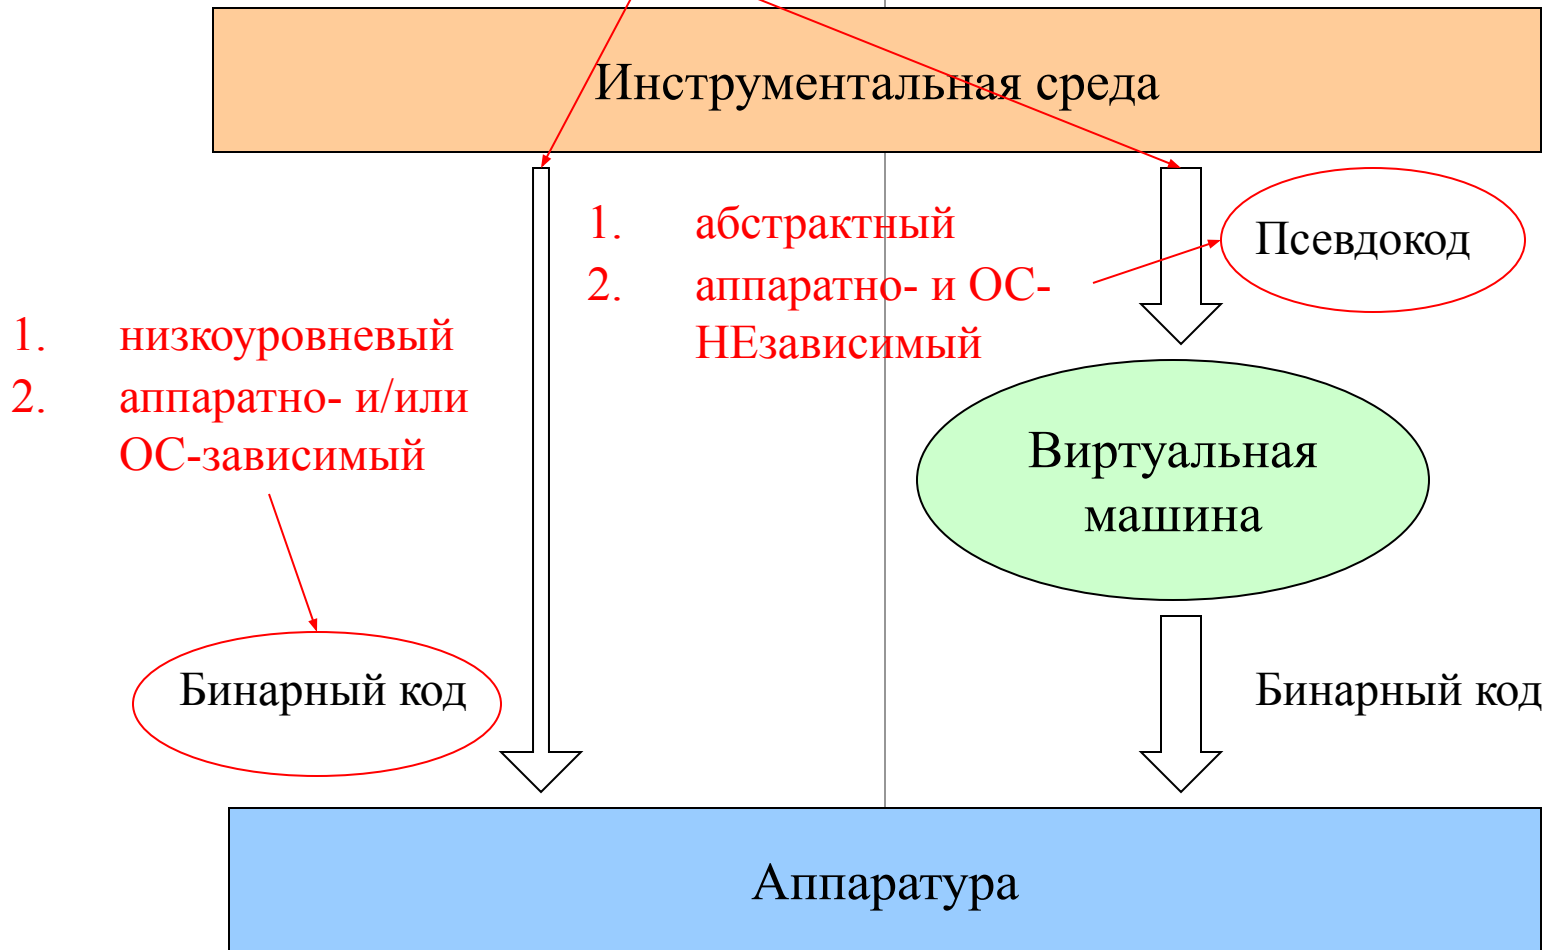 Инструментальная среда
1. абстрактный
2. аппаратно- и ОС-
НЕзависимый
Псевдокод
1. низкоуровневый
2. аппаратно- и/или
ОС-зависимый
Виртуальная
машина
Бинарный код
Бинарный код
Аппаратура